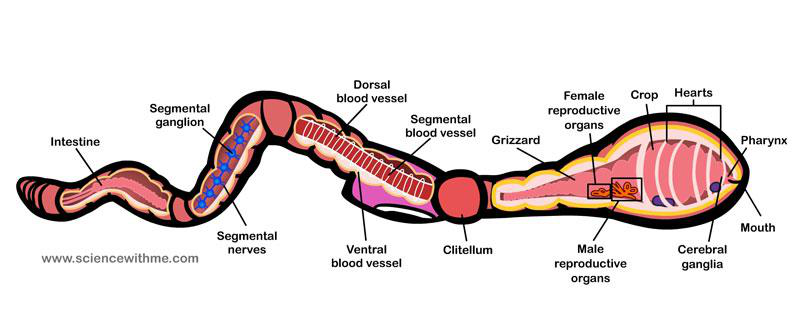 Dorsal
blood vessel
Female
reproductive
organs
Crop
Hearts
Segmental
ganglion
Segmental
blood vessel
Intestine
Grizzard
Pharynx
Segmental
nerves
Ventral
blood vessel
Clitellum
Male
reproductive
organs
Cerebral
ganglia
Mouth
www.sciencewithme.com